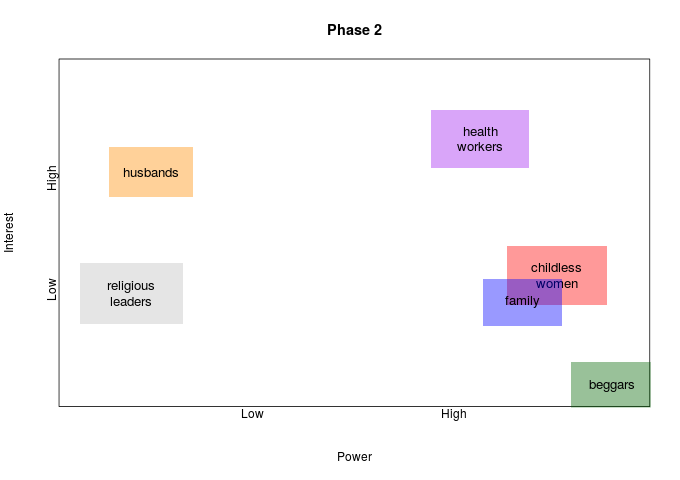 Phase 2
health
workers
husbands
High
Interest
childless
women
religious
leaders
Low
family
beggars
Low
High
Power